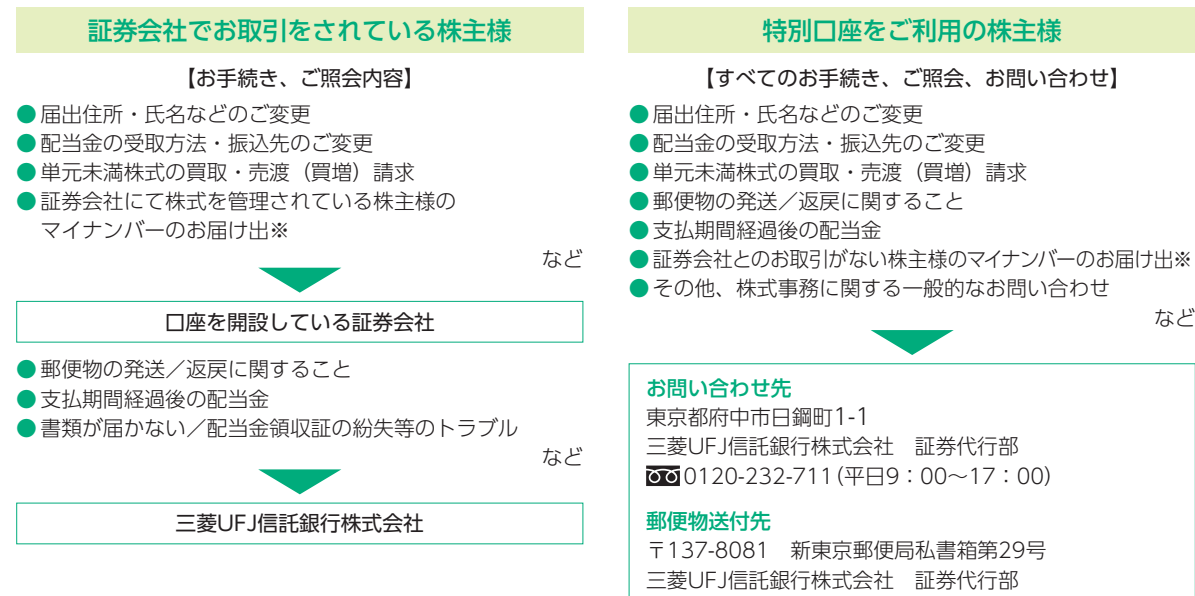 証券会社でお取引をされている株主様
【お手続き、ご照会内容】
●届出住所・氏名などのご変更
●配当金の受取方法・振込先のご変更
●単元未満株式の買取・売渡（買増）請求
●証券会社にて株式を管理されている株主様の
マイナンバーのお届け出※
など
口座を開設している証券会社
●郵便物の発送／返戻に関すること
●支払期間経過後の配当金
●書類が届かない／配当金領収証の紛失等のトラブル
など
三菱UFJ信託銀行株式会社
特別口座をご利用の株主様
【すべてのお手続き、ご照会、お問い合わせ】
●届出住所・氏名などのご変更
●配当金の受取方法・振込先のご変更
●単元未満株式の買取・売渡（買増）請求
●郵便物の発送／返戻に関すること
●支払期間経過後の配当金
●証券会社とのお取引がない株主様のマイナンバーのお届け出※
●その他、株式事務に関する一般的なお問い合わせ
など
お問い合わせ先
東京都府中市日鋼町1-1
三菱UFJ信託銀行株式会社　証券代行部
0120-232-711(平日9：00～17：00)
郵便物送付先
〒137-8081　新東京郵便局私書箱第29号
三菱UFJ信託銀行株式会社　証券代行部